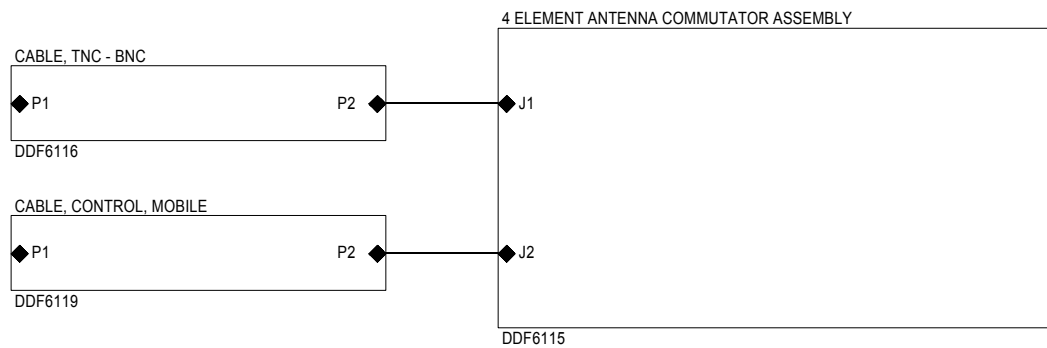 4 ELEMENT ANTENNA COMMUTATOR ASSEMBLY
CABLE, TNC - BNC
P1 P2 J1
DDF6116
CABLE, CONTROL, MOBILE
P1 P2 J2
DDF6119
DDF6115